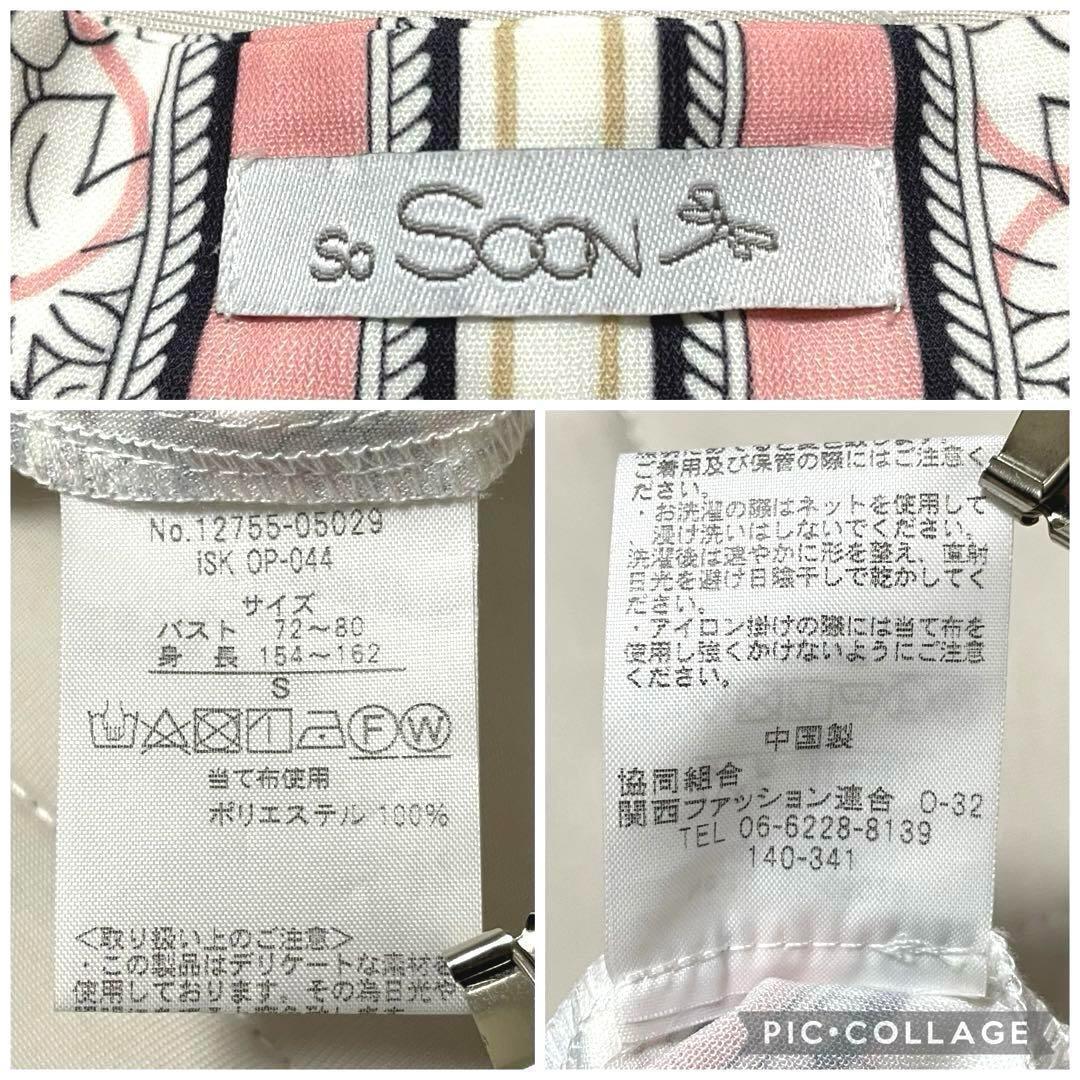 So SOON
No.12755-05029
iSK OP-044
サイズ
バスト 72～80
身 長 154～162
S
F W
当て布使用
ポリエステル 100%
<取り扱い上のご注意>
・この製品はデリケートな素材を
使用しております。その為日光や
ご着用及び保管の際にはご注意く
ださい。
・お洗濯の際はネットを使用して
、浸け洗いはしないでください。
洗濯後は速やかに形を整え、直射
日光を避け日陰干しで乾かしてく
ださい。
・アイロン掛けの際には当て布を
使用し強くかけないようにご注意
ください。
中国製
協同組合
関西ファッション連合 O-32
TEL 06-6228-8139
140-341
PIC•COLLAGE